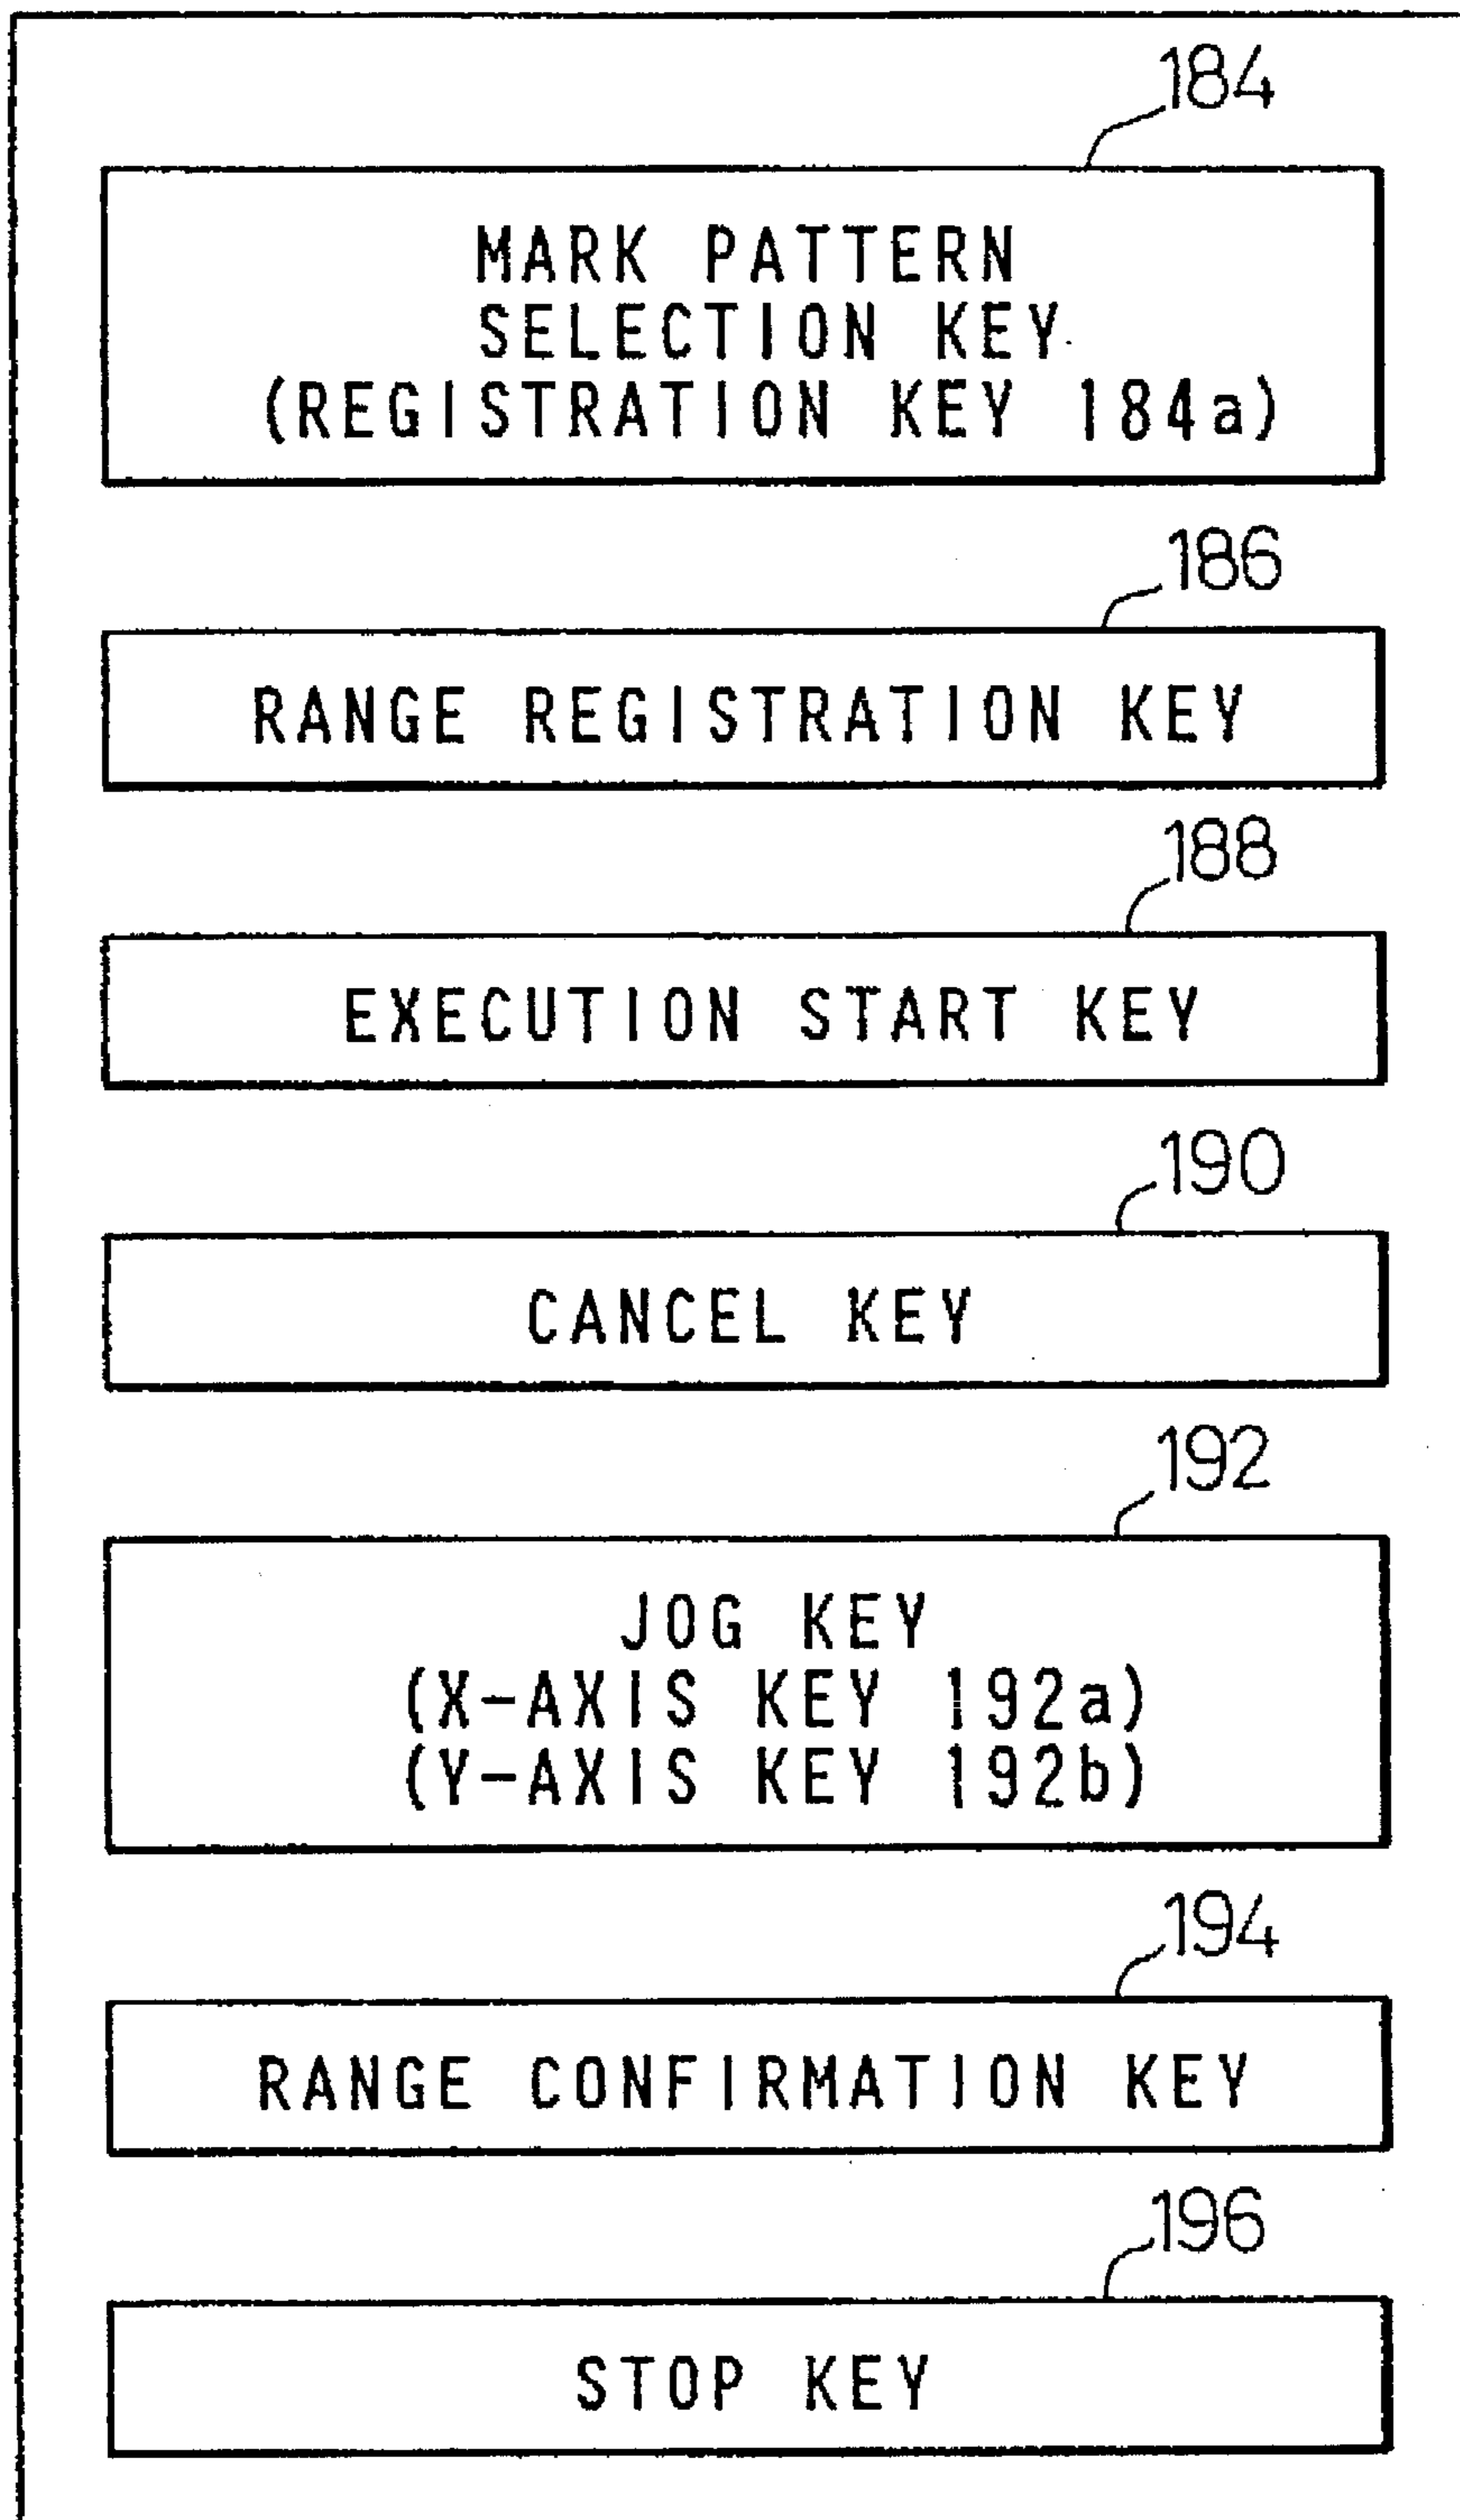 184
MARK PATTERN
SELECTION KEY
(REGISTRATION KEY 184a)
186
RANGE REGISTRATION KEY
188
EXECUTION START KEY
190
CANCEL KEY
192
JOG KEY
(X-AXIS KEY 192a)
(Y-AXIS KEY 192b)
194
RANGE CONFIRMATION KEY
196
STOP KEY